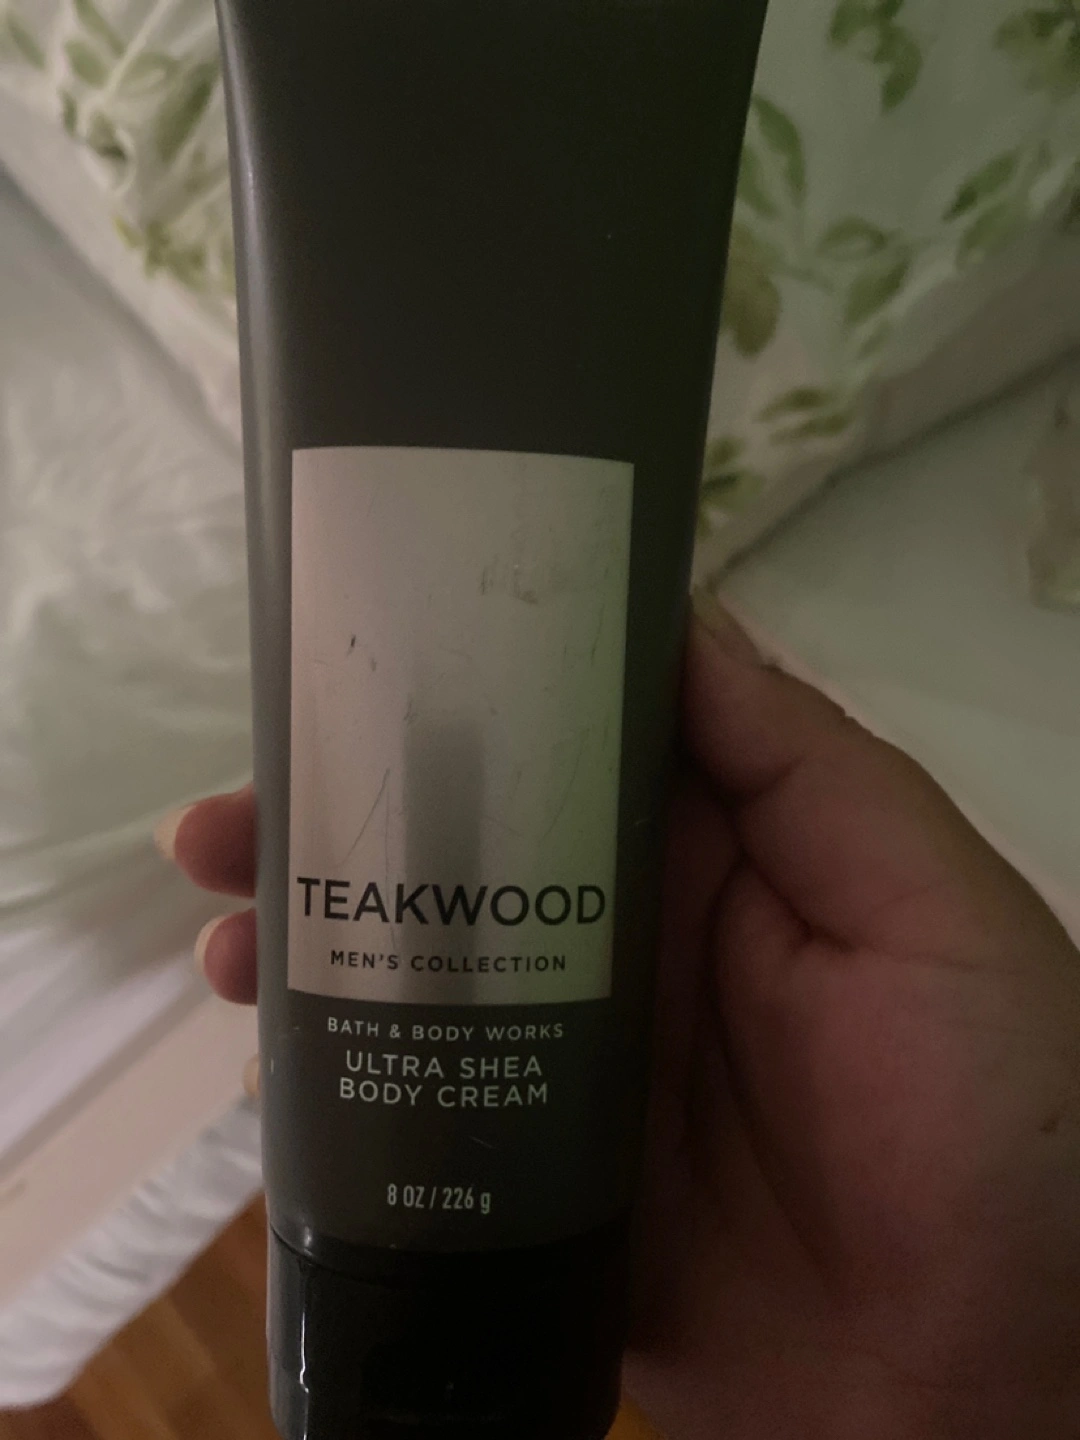 TEAKWOOD
MEN'S COLLECTION
BATH & BODY WORKS
ULTRA SHEA
BODY CREAM
8 OZ / 226 g